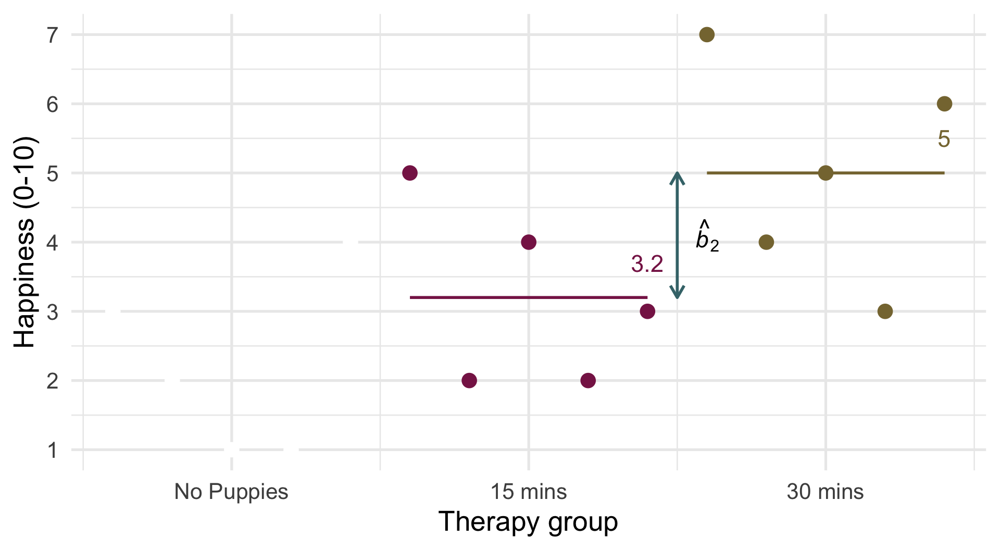 Happiness (0-10)
7
6
5
4
3
2
1
5
3.2
b̂₂
No Puppies
15 mins
30 mins
Therapy group